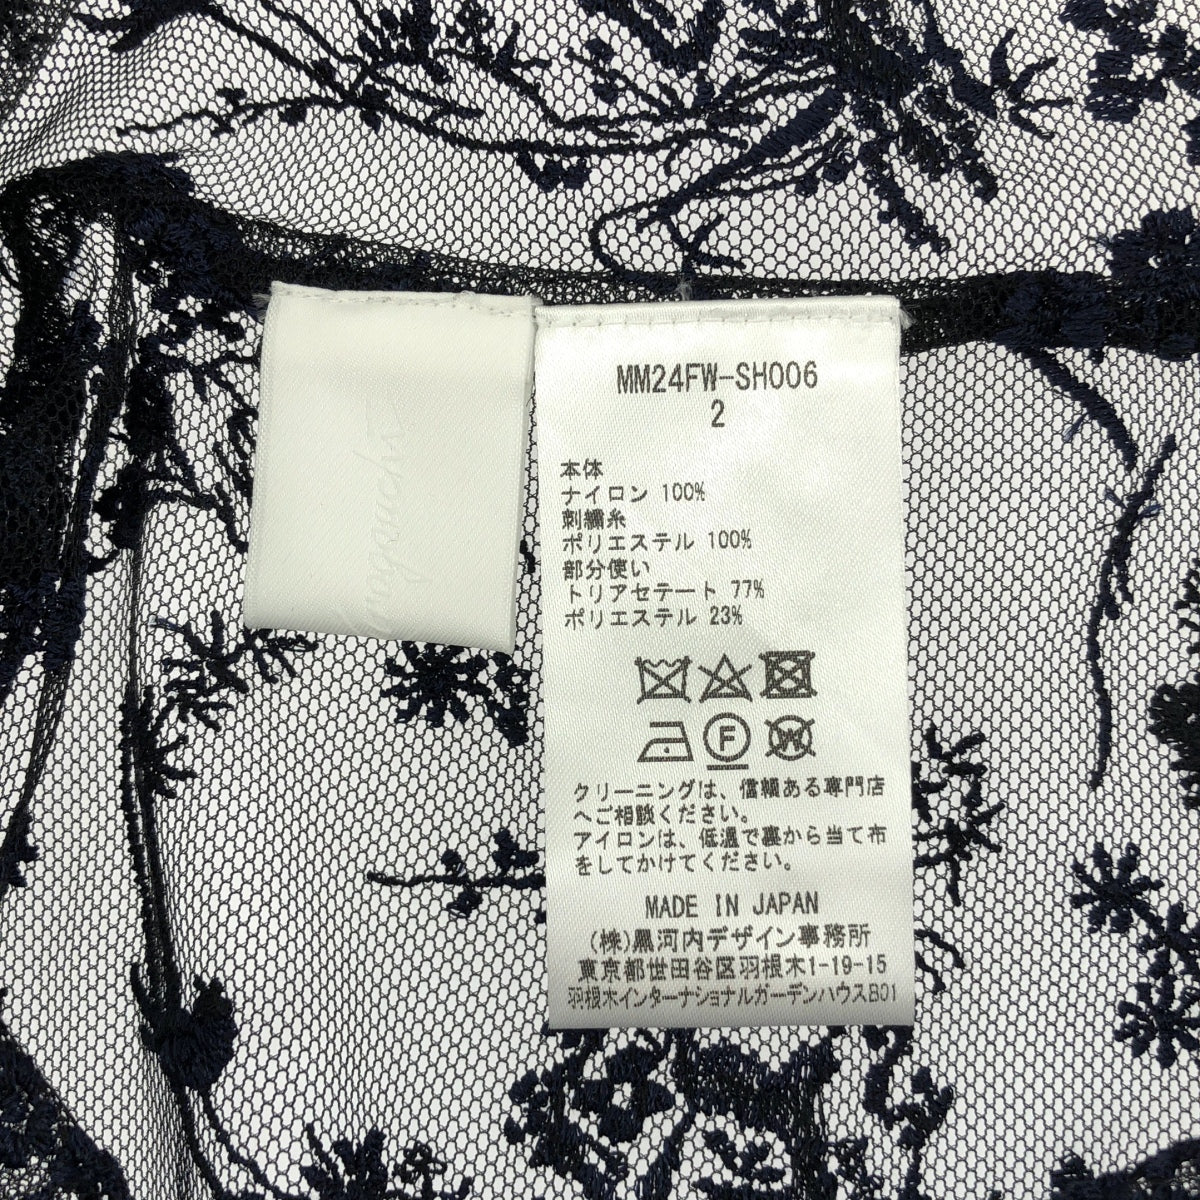 MM24FW-SH006
2
本体
ナイロン 100%
刺繍糸
ポリエステル 100%
部分使い
トリアセテート 77%
ポリエステル 23%
F
W
クリーニングは、信頼ある専門店
へご相談ください。
アイロンは、低温で裏から当て布
をしてかけてください。
MADE IN JAPAN
(株)黒河内デザイン事務所
東京都世田谷区羽根木1-19-15
羽根木インターナショナルガーデンハウスB01